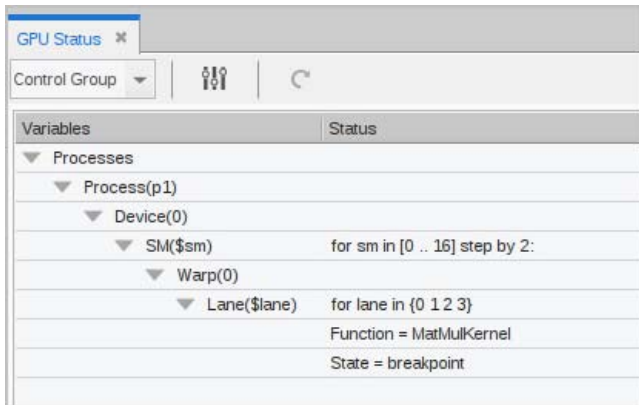 GPU Status
Control Group
Variables Status
Processes
Process(p1)
Device(0)
SM($sm) for sm in [0 .. 16] step by 2:
Warp(0)
Lane($lane) for lane in {0 1 2 3}
Function = MatMulKernel
State = breakpoint